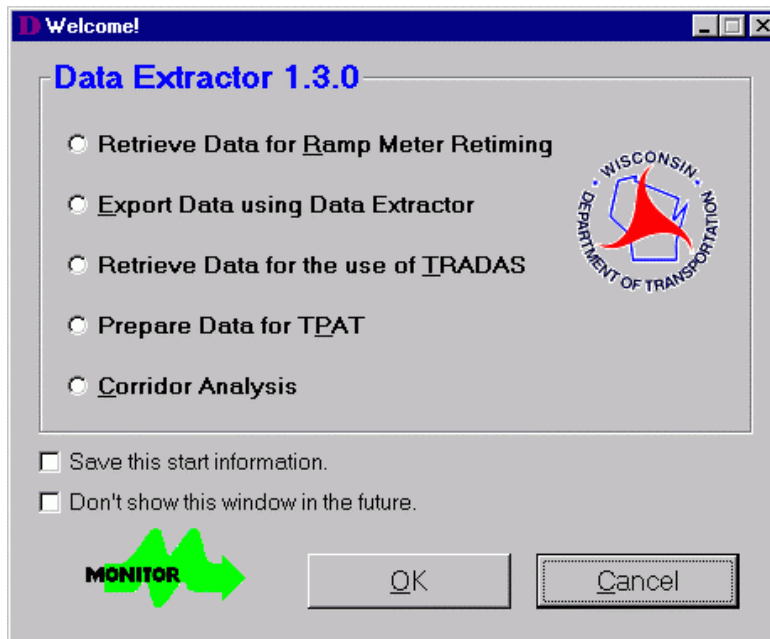 D Welcome!
Data Extractor 1.3.0
Retrieve Data for Ramp Meter Retiming
Export Data using Data Extractor
Retrieve Data for the use of TRADAS
Prepare Data for TPAT
Corridor Analysis
WISCONSIN
DEPARTMENT OF TRANSPORTATION
Save this start information.
Don't show this window in the future.
MONITOR
OK
Cancel